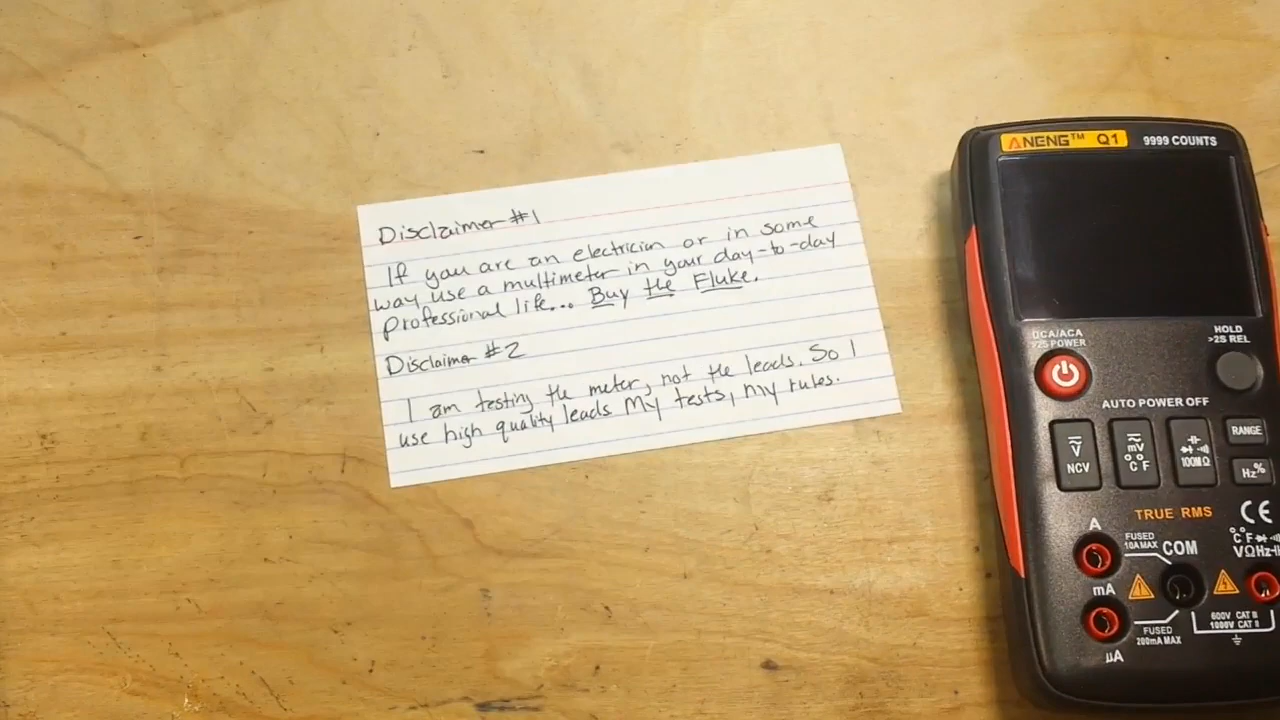 Disclaimer #1
If you are an electrician or in some
way use a multimeter in your day-to-day
professional life... Buy the Fluke.
Disclaimer #2
I am testing the meter, not the leads. So I
use high quality leads My tests, my rules.
ANENG™ Q1 9999 COUNTS
DCA/ACA
>2S POWER
HOLD
>2S REL
AUTO POWER OFF
V
NCV
mV
°C °F
100MΩ
RANGE
Hz%
TRUE RMS
CE
A
FUSED
10A MAX
COM
°C°F
VΩHz
mA
FUSED
200mA MAX
600V CAT III
1000V CAT II
µA